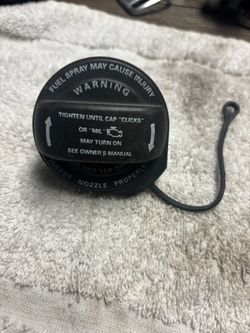 FUEL SPRAY MAY CAUSE INJURY
WARNING
TIGHTEN UNTIL CAP "CLICKS"
OR "MIL"
MAY TURN ON
SEE OWNER'S MANUAL
NOZZLE PROPERLY